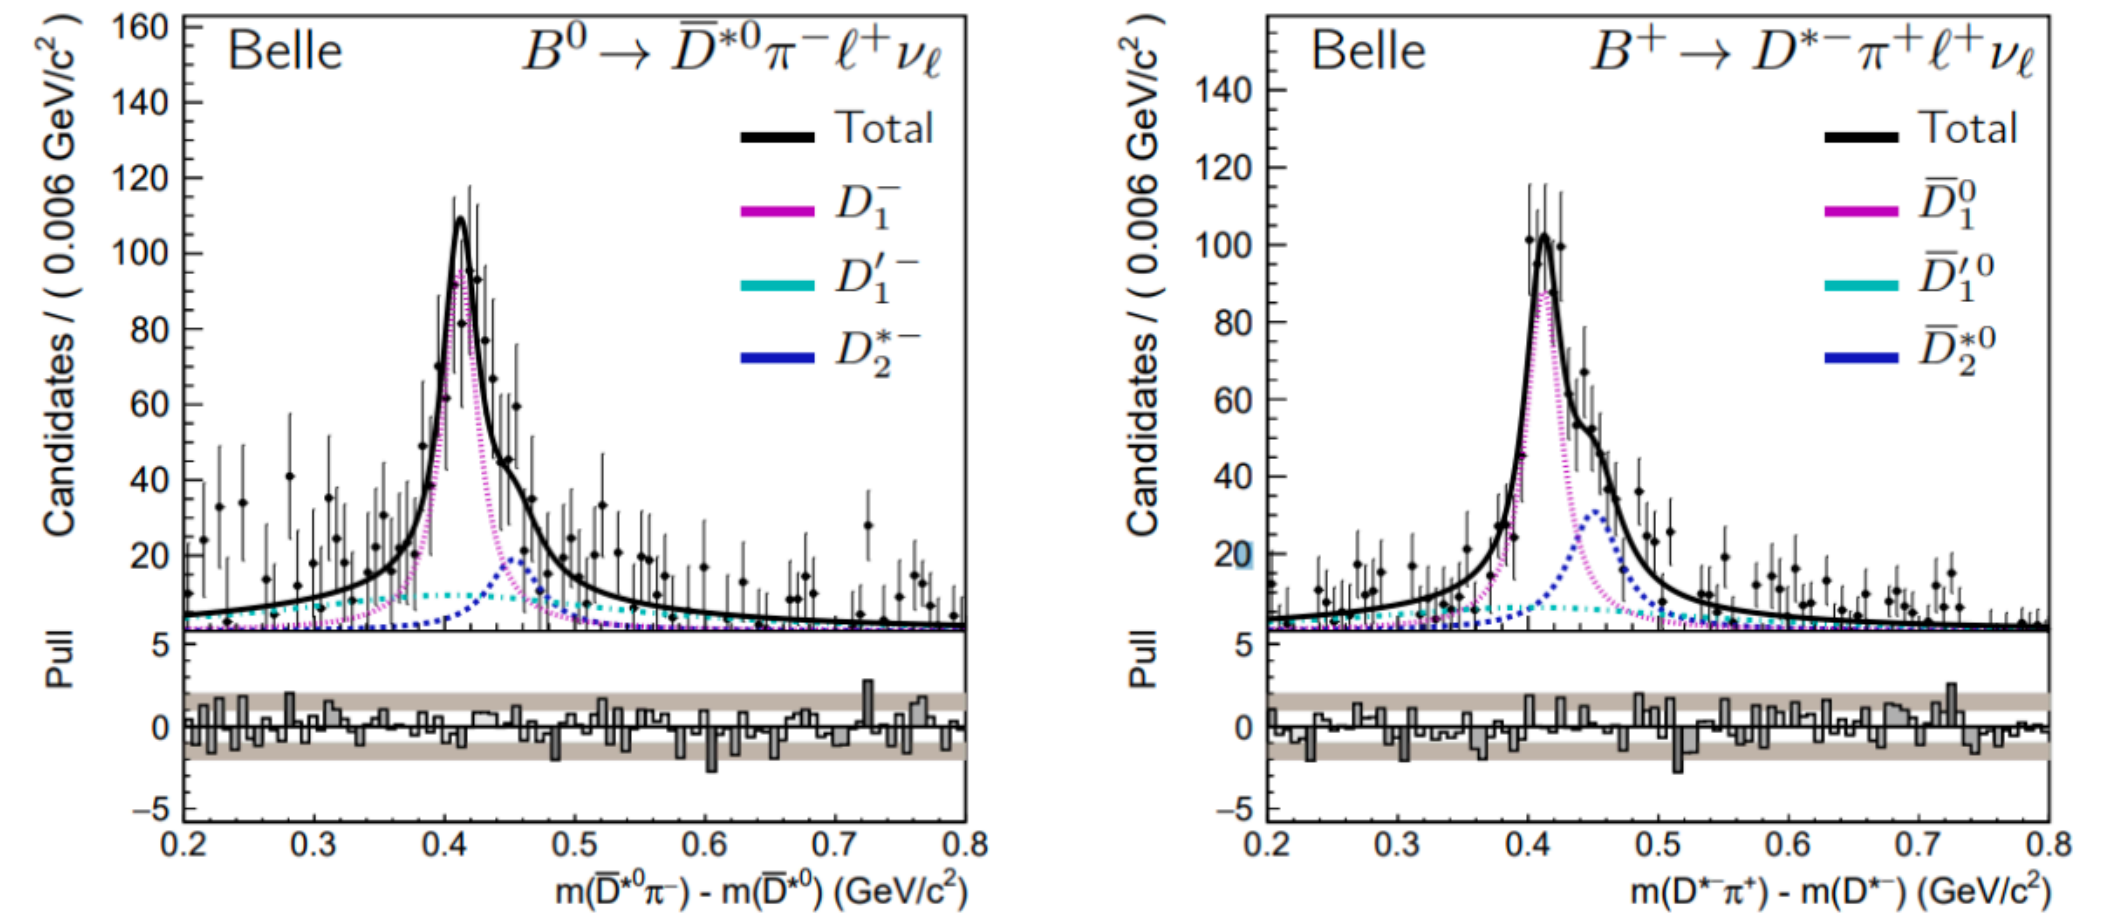 Belle
B⁰ → D̅*⁰π⁻ℓ⁺νℓ
Total
D₁⁻
D₁′⁻
D₂*⁻
Candidates / ( 0.006 GeV/c² )
160
140
120
100
80
60
40
20
Pull
5
0
−5
0.2 0.3 0.4 0.5 0.6 0.7 0.8
m(D̅*⁰π⁻) - m(D̅*⁰) (GeV/c²)
Belle
B⁺ → D*⁻π⁺ℓ⁺νℓ
Total
D̅₁⁰
D̅₁′⁰
D̅₂*⁰
Candidates / ( 0.006 GeV/c² )
140
120
100
80
60
40
20
Pull
5
0
−5
0.2 0.3 0.4 0.5 0.6 0.7 0.8
m(D*⁻π⁺) - m(D*⁻) (GeV/c²)